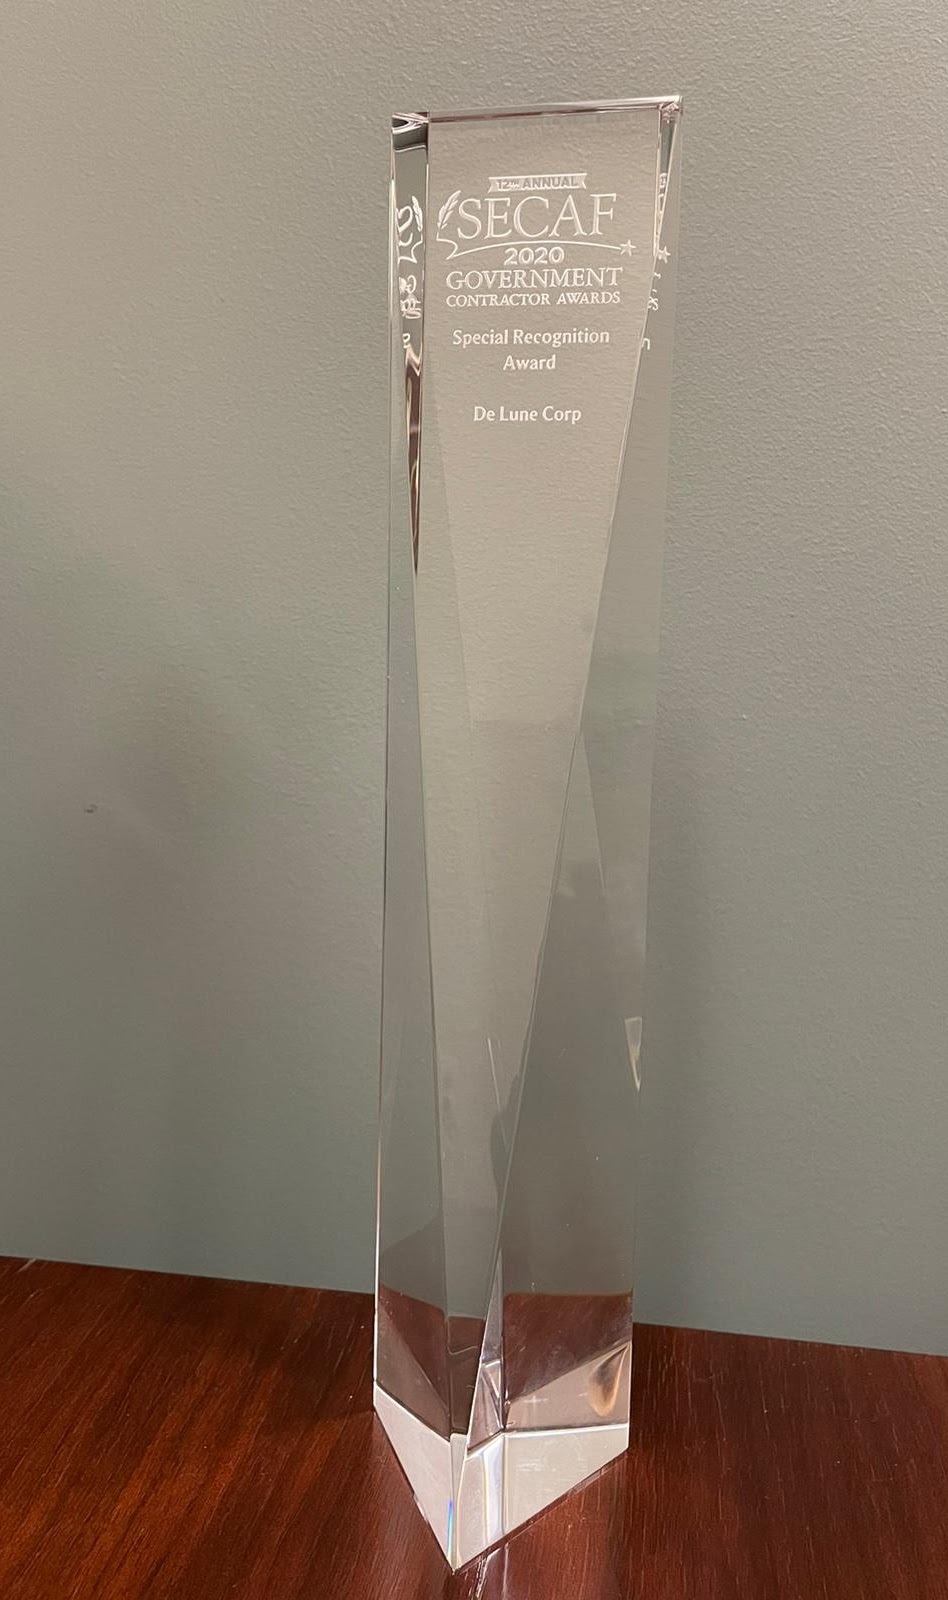 12TH ANNUAL
SECAF
2020
GOVERNMENT
CONTRACTOR AWARDS
Special Recognition
Award
De Lune Corp